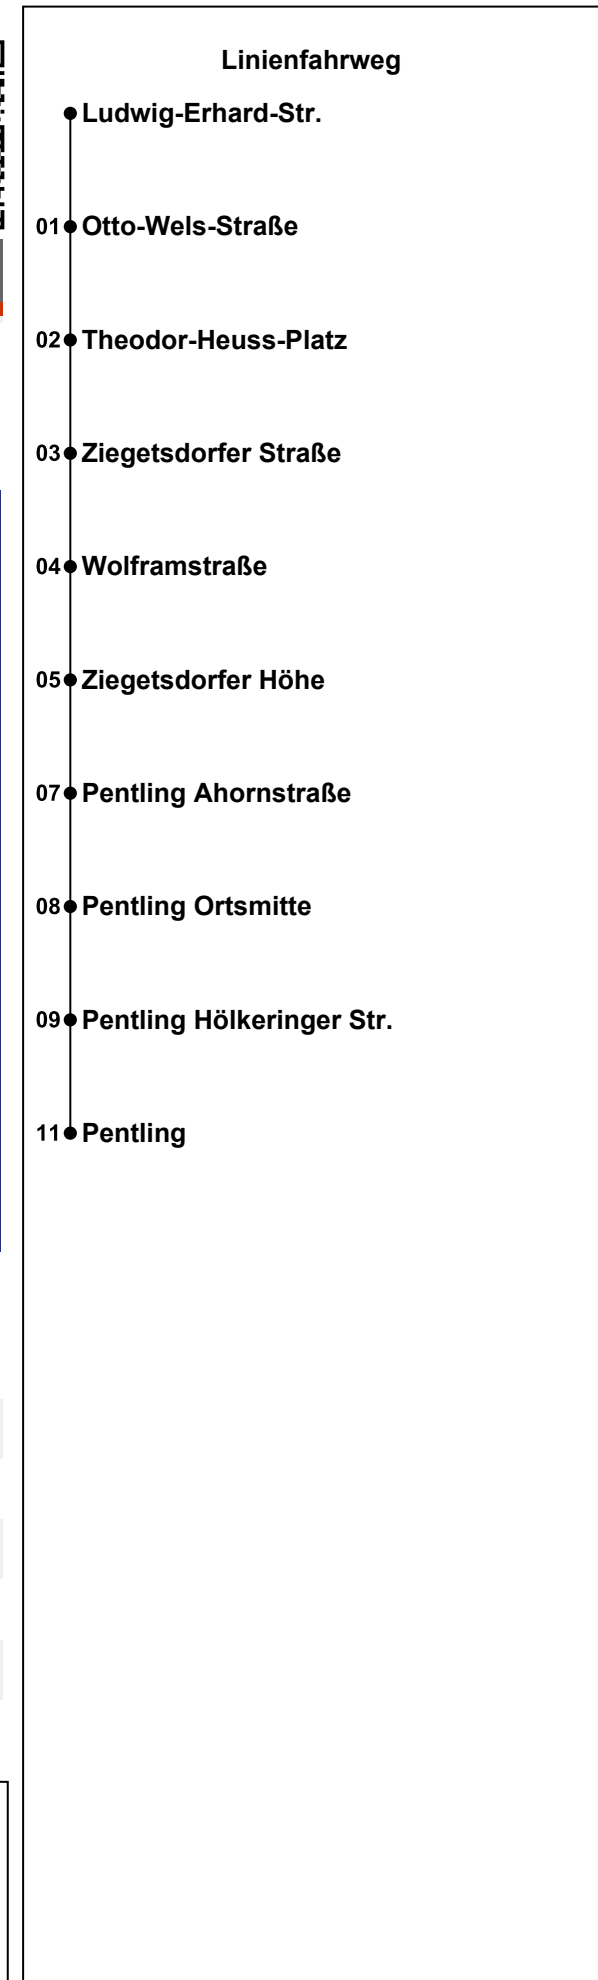 Linienfahrweg
Ludwig-Erhard-Str.
01 Otto-Wels-Straße
02 Theodor-Heuss-Platz
03 Ziegetsdorfer Straße
04 Wolframstraße
05 Ziegetsdorfer Höhe
07 Pentling Ahornstraße
08 Pentling Ortsmitte
09 Pentling Hölkeringer Str.
11 Pentling